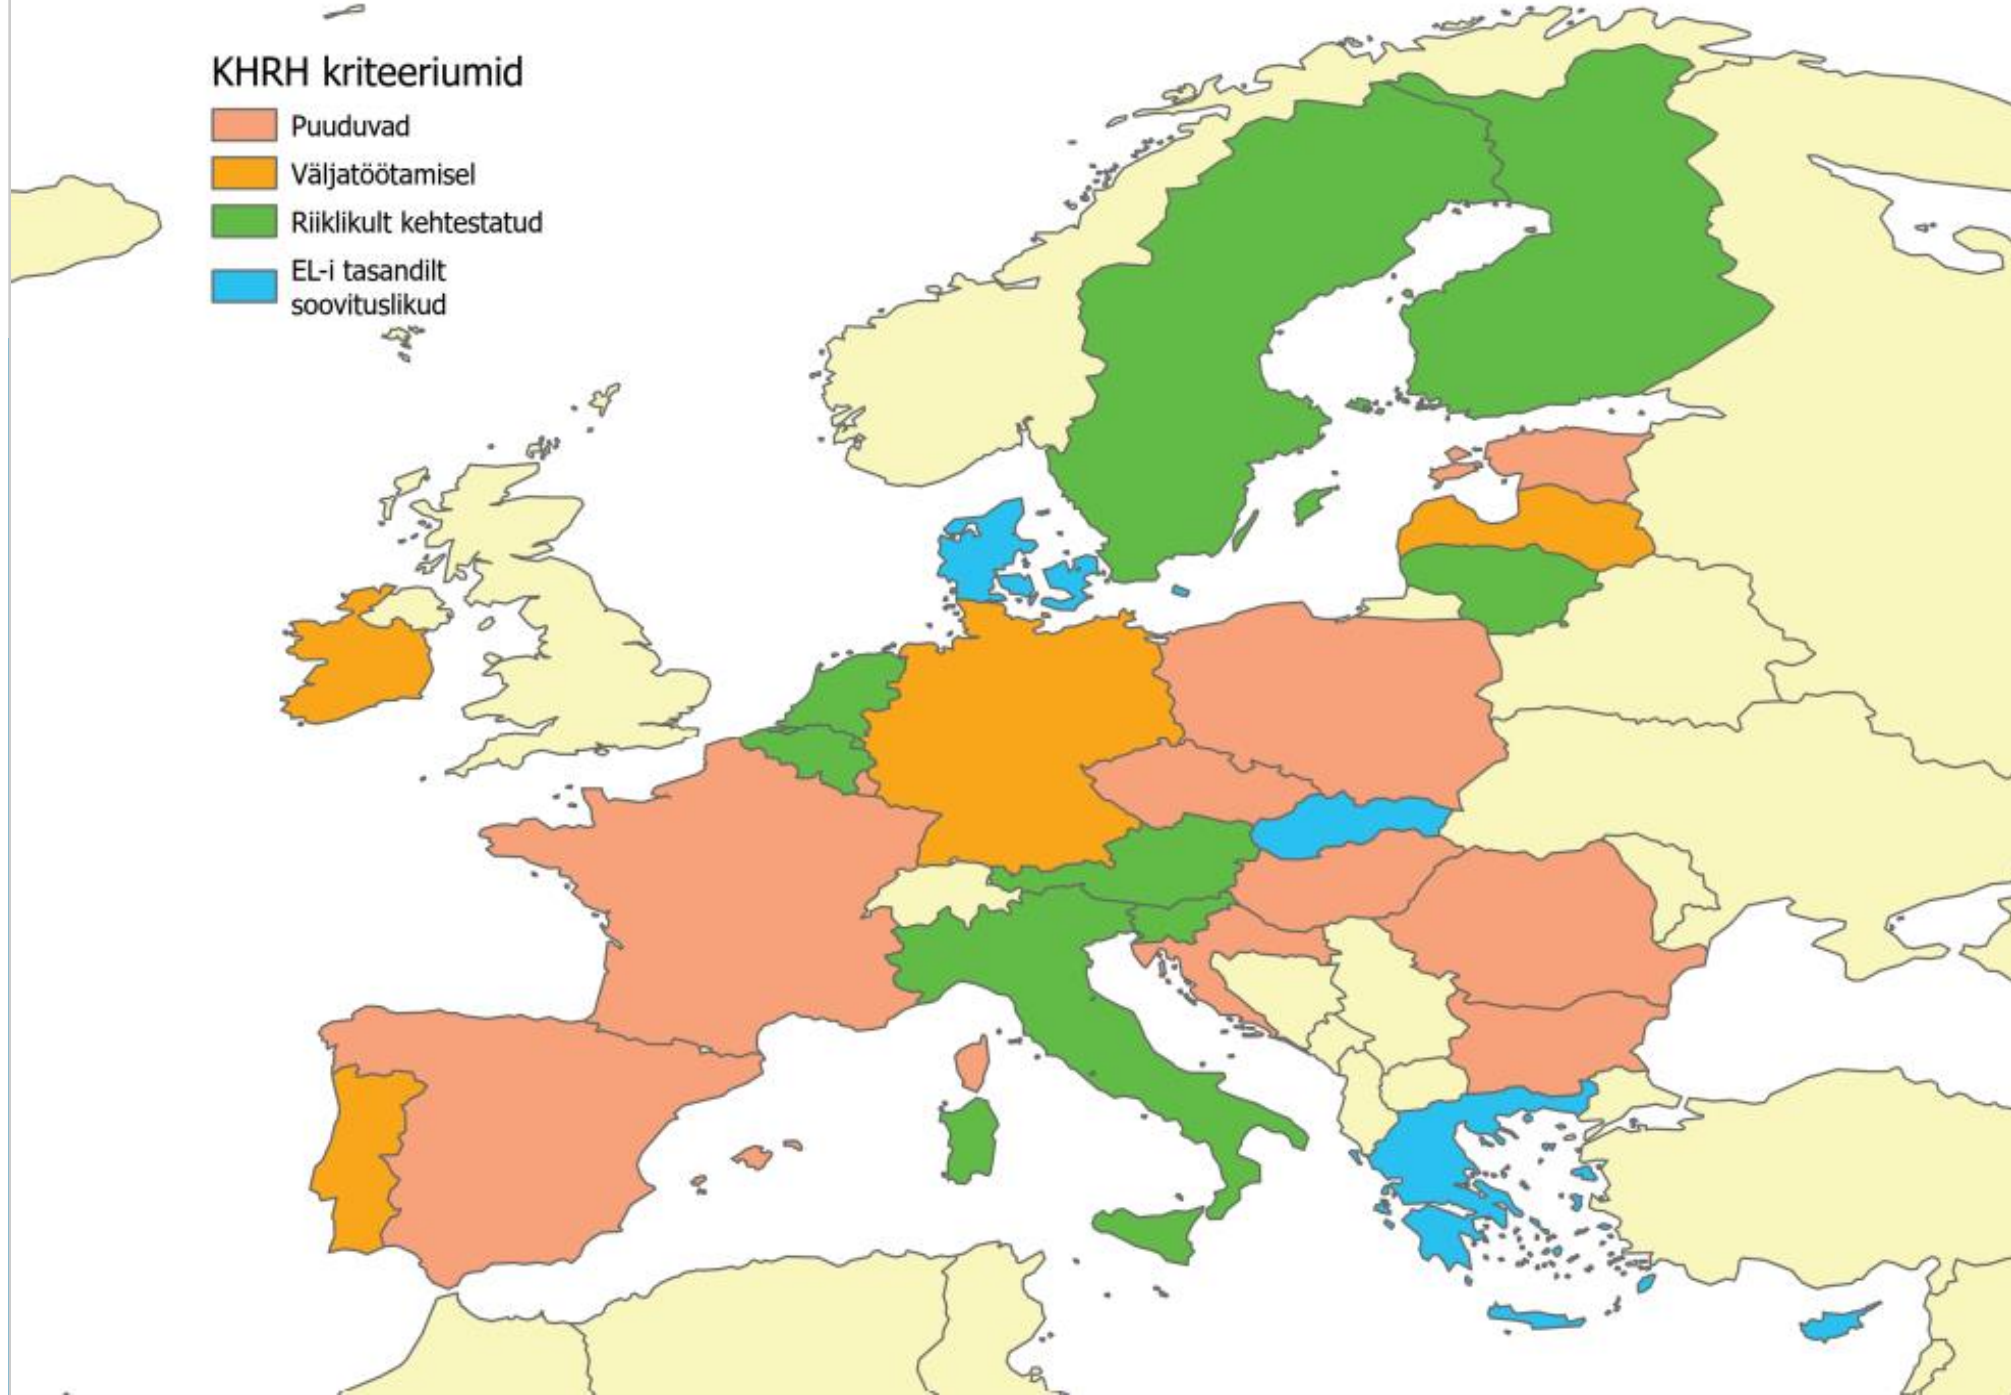 KHRH kriteeriumid
Puuduvad
Väljatöötamisel
Riiklikult kehtestatud
EL-i tasandilt
soovituslikud